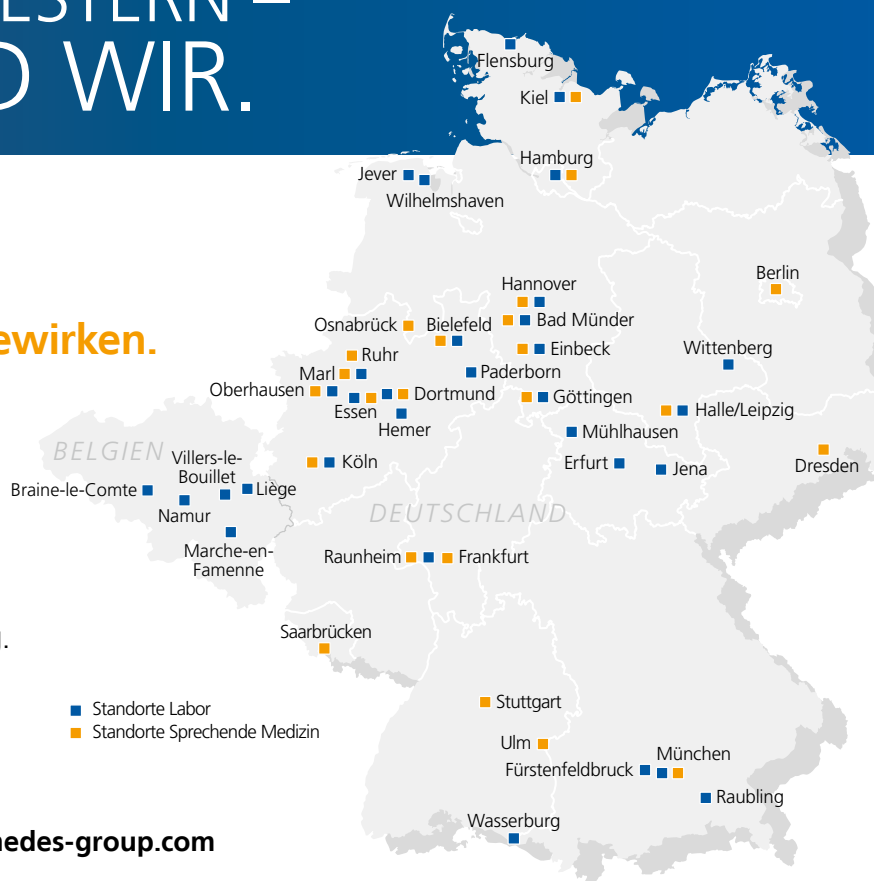 ESTERN –
D WIR.
Flensburg
Kiel
Hamburg
Jever
Wilhelmshaven
Berlin
Hannover
ewirken.
Osnabrück
Bielefeld
Bad Münder
Ruhr
Einbeck
Wittenberg
Marl
Paderborn
Oberhausen
Dortmund
Göttingen
Essen
Halle/Leipzig
Hemer
Mühlhausen
BELGIEN
Villers-le-
Bouillet
Köln
Erfurt
Jena
Dresden
Braine-le-Comte
Liège
Namur
DEUTSCHLAND
Marche-en-
Famenne
Raunheim
Frankfurt
Saarbrücken
.
Standorte Labor
Standorte Sprechende Medizin
Stuttgart
Ulm
München
Fürstenfeldbruck
Raubling
Wasserburg
edes-group.com